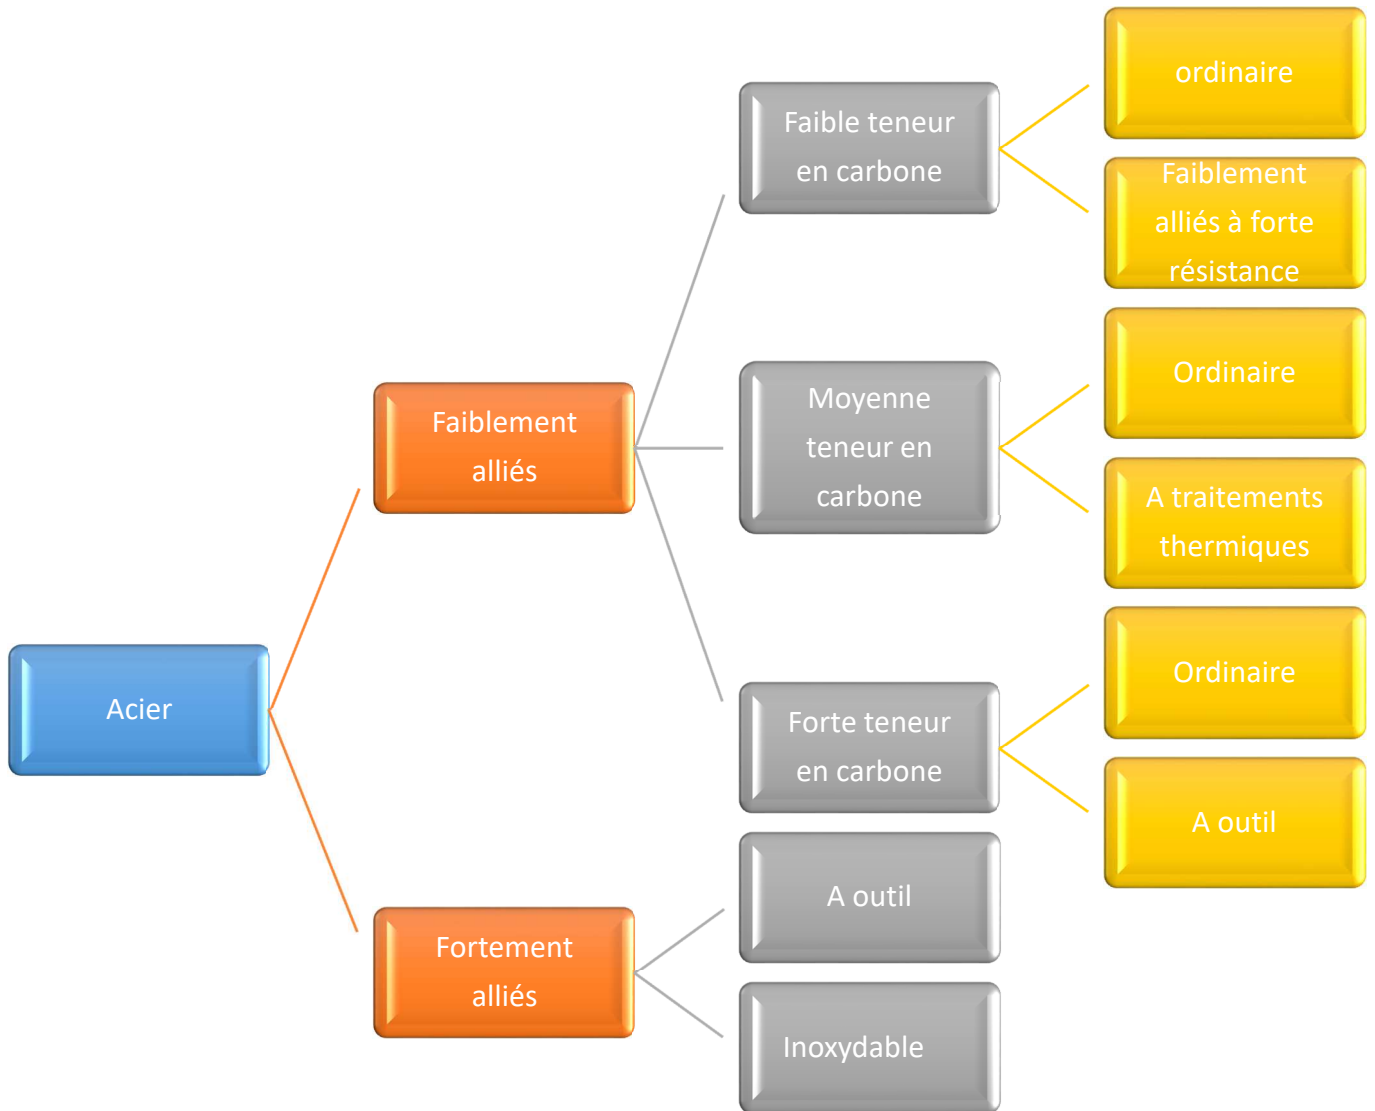 ordinaire
Faible teneur
en carbone
Faiblement
alliés à forte
résistance
Ordinaire
Faiblement
alliés
Moyenne
teneur en
carbone
A traitements
thermiques
Ordinaire
Acier
Forte teneur
en carbone
A outil
A outil
Fortement
alliés
Inoxydable